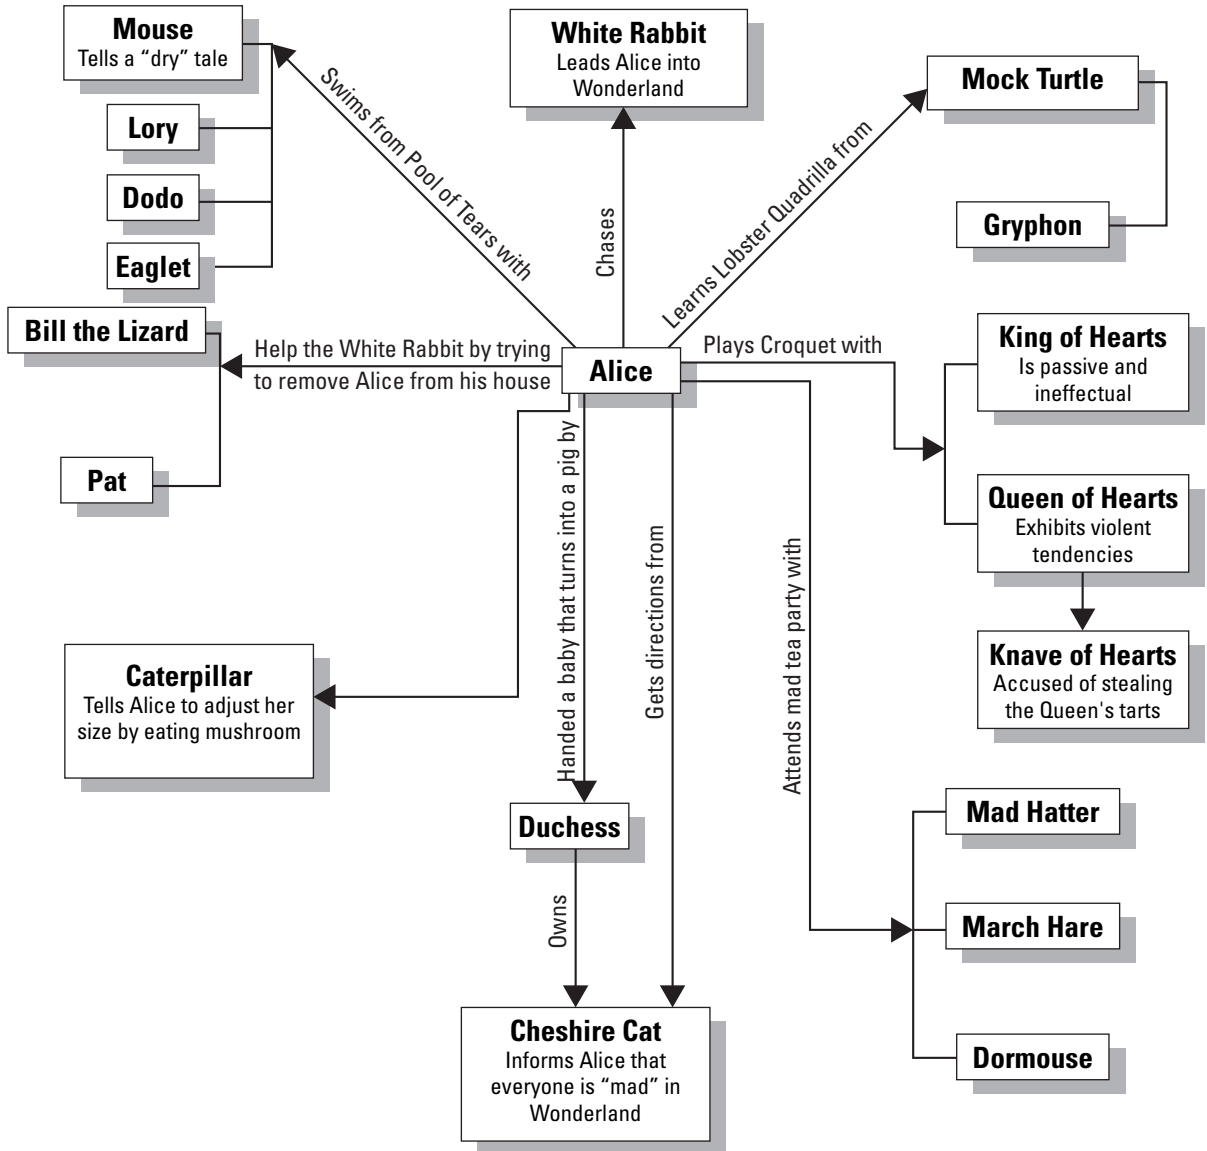 Mouse
Tells a “dry” tale
Lory
Dodo
Eaglet
Swims from Pool of Tears with
White Rabbit
Leads Alice into
Wonderland
Chases
Learns Lobster Quadrilla from
Mock Turtle
Gryphon
Bill the Lizard
Pat
Help the White Rabbit by trying
to remove Alice from his house
Alice
Plays Croquet with
King of Hearts
Is passive and
ineffectual
Queen of Hearts
Exhibits violent
tendencies
Knave of Hearts
Accused of stealing
the Queen's tarts
Caterpillar
Tells Alice to adjust her
size by eating mushroom
Handed a baby that turns into a pig by
Gets directions from
Attends mad tea party with
Duchess
Owns
Cheshire Cat
Informs Alice that
everyone is “mad” in
Wonderland
Mad Hatter
March Hare
Dormouse